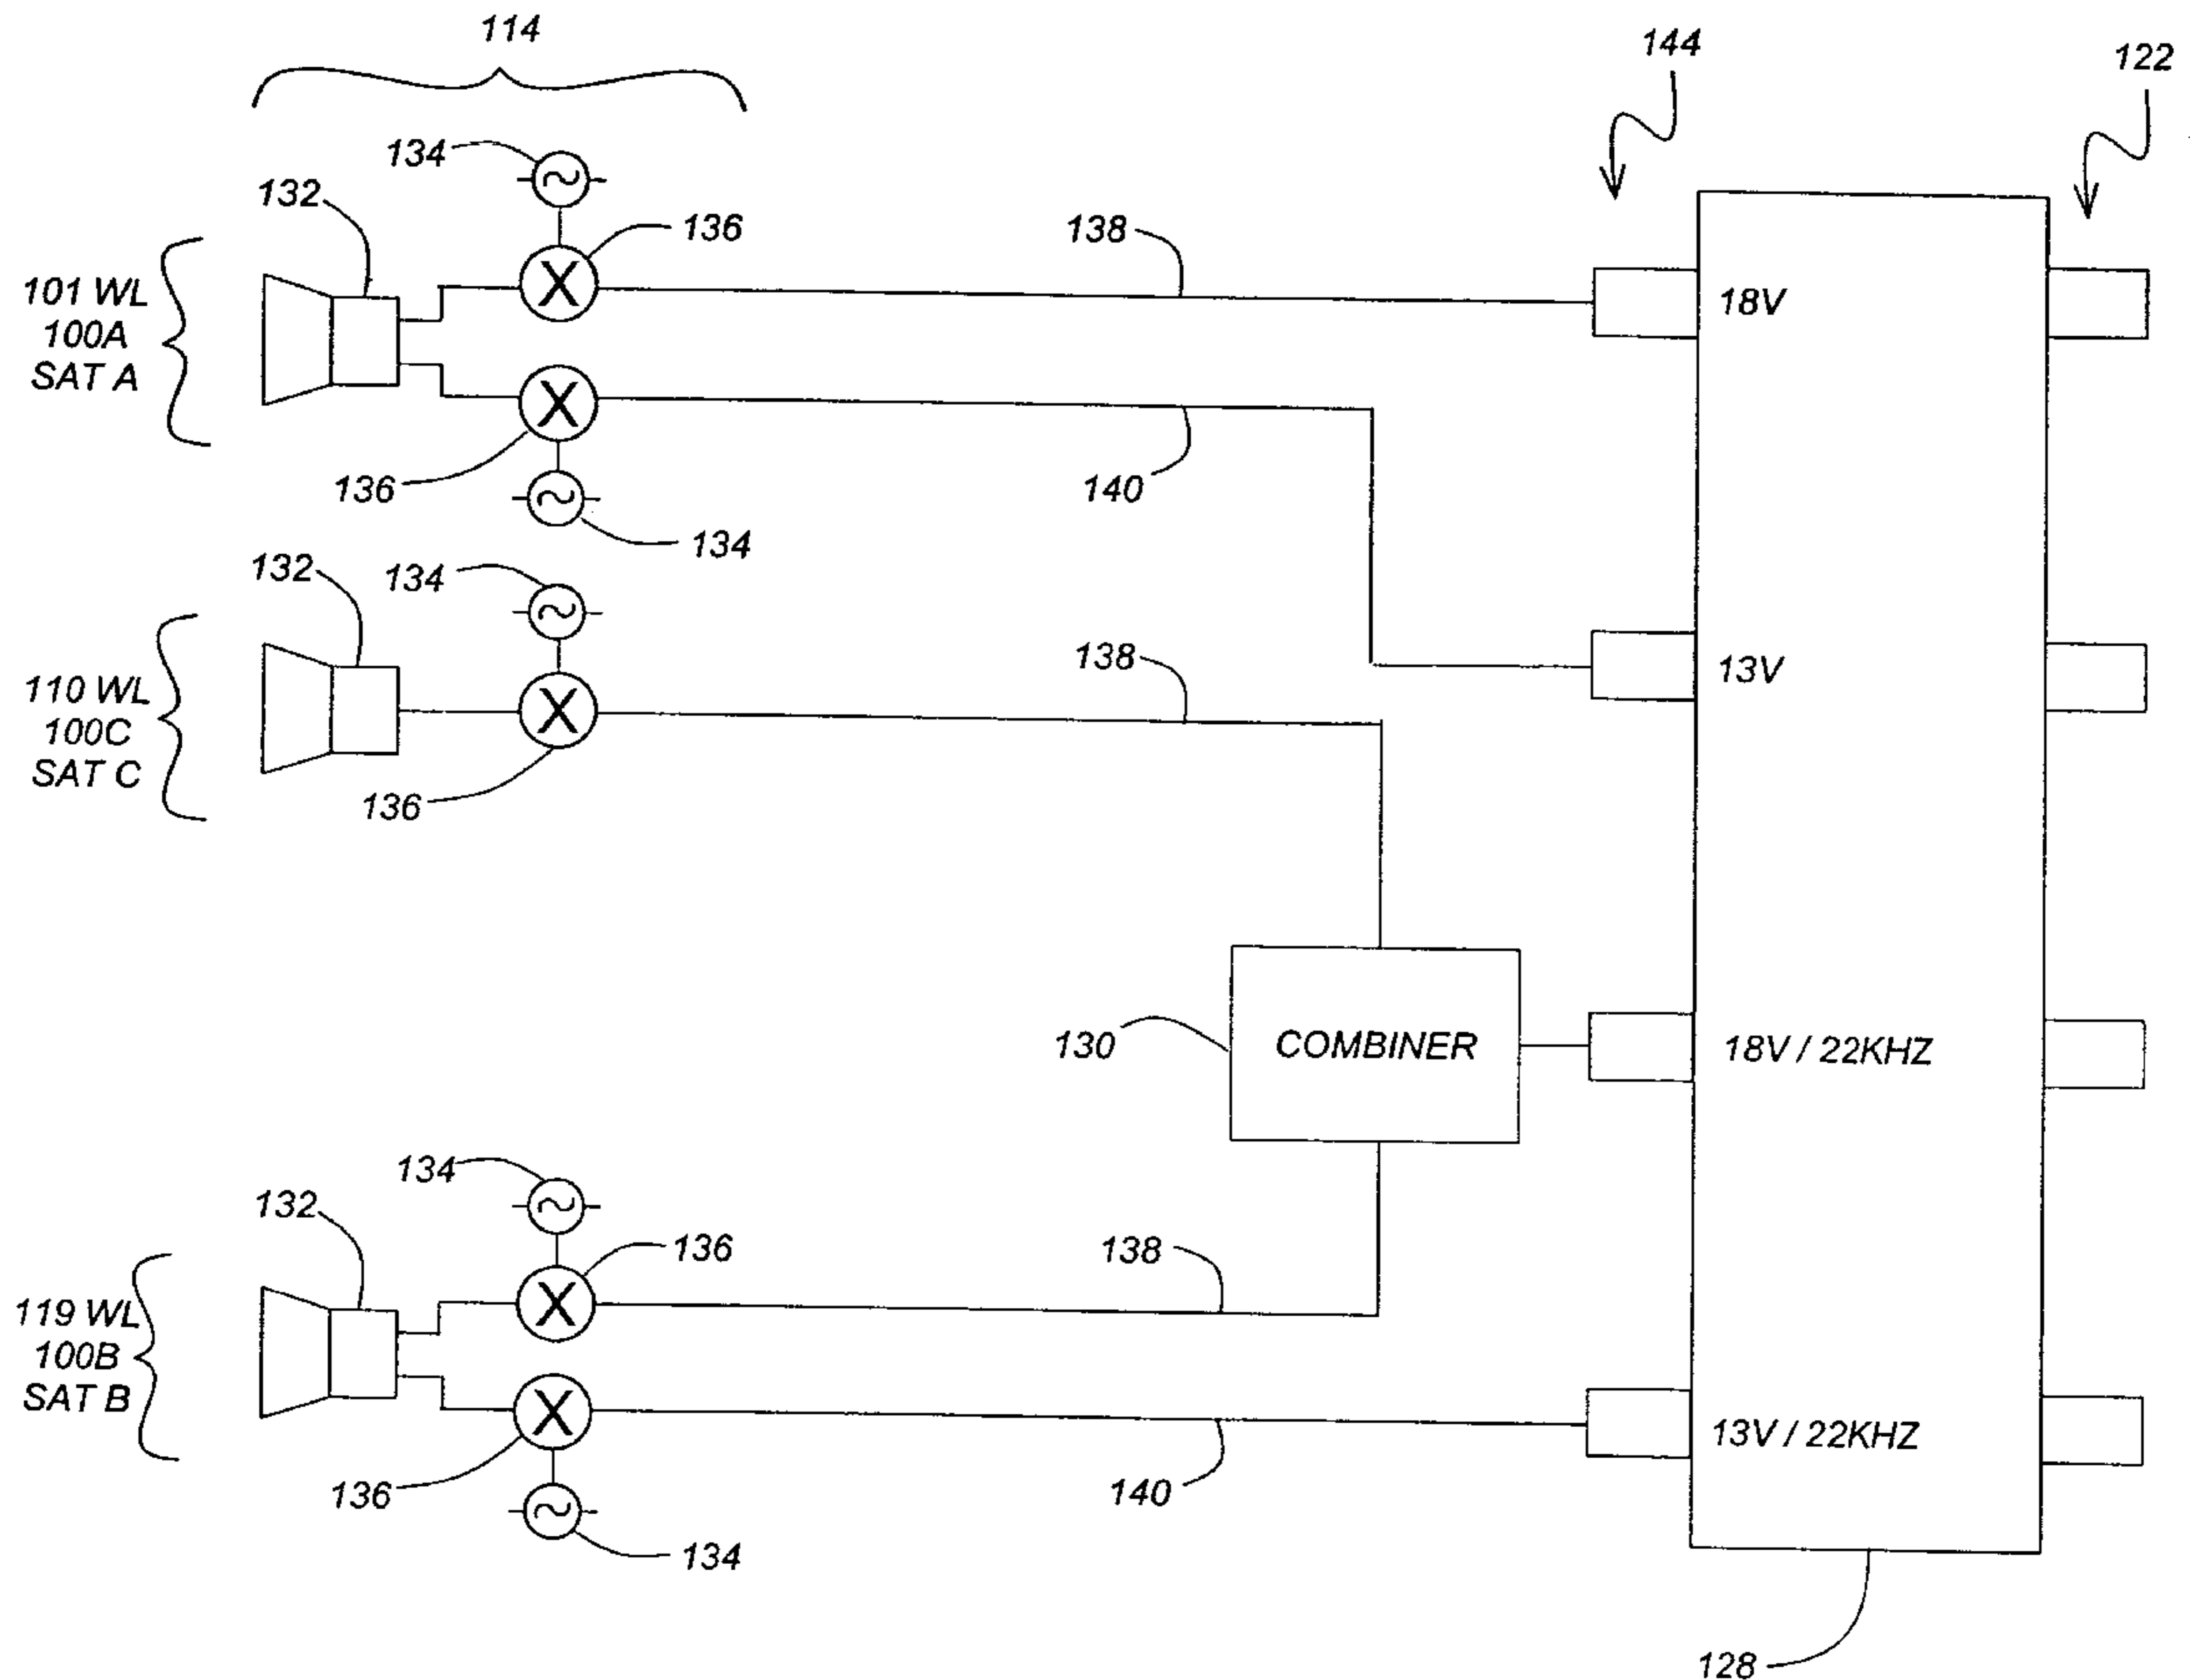 114
144
122
134
132
136
138
101 WL
100A
SAT A
18V
136
140
134
132
134
138
13V
110 WL
100C
SAT C
136
130
COMBINER
18V / 22KHZ
134
132
136
138
119 WL
100B
SAT B
13V / 22KHZ
136
140
134
128